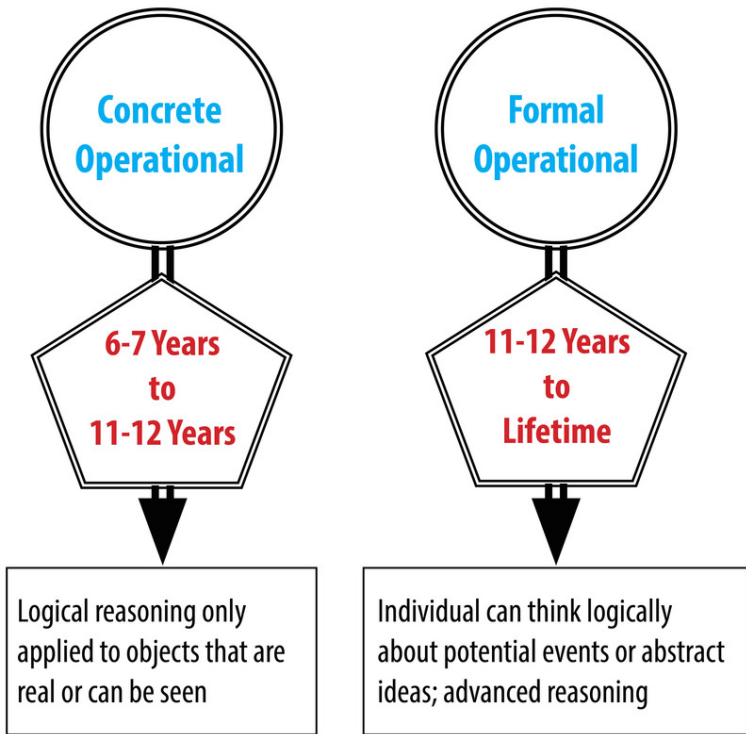 Concrete
Operational
6-7 Years
to
11-12 Years
Logical reasoning only
applied to objects that are
real or can be seen
Formal
Operational
11-12 Years
to
Lifetime
Individual can think logically
about potential events or abstract
ideas; advanced reasoning